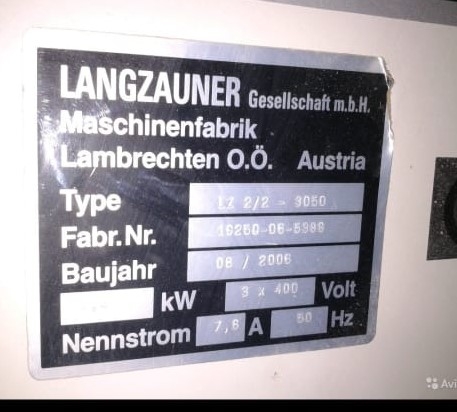 LANGZAUNER Gesellschaft m.b.H.
Maschinenfabrik
Lambrechten O.Ö. Austria
Type LZ 2/2 - 3050
Fabr.Nr.
Baujahr 08 / 2006
kW 3 x 400 Volt
Nennstrom 7,6 A 50 Hz
Avi